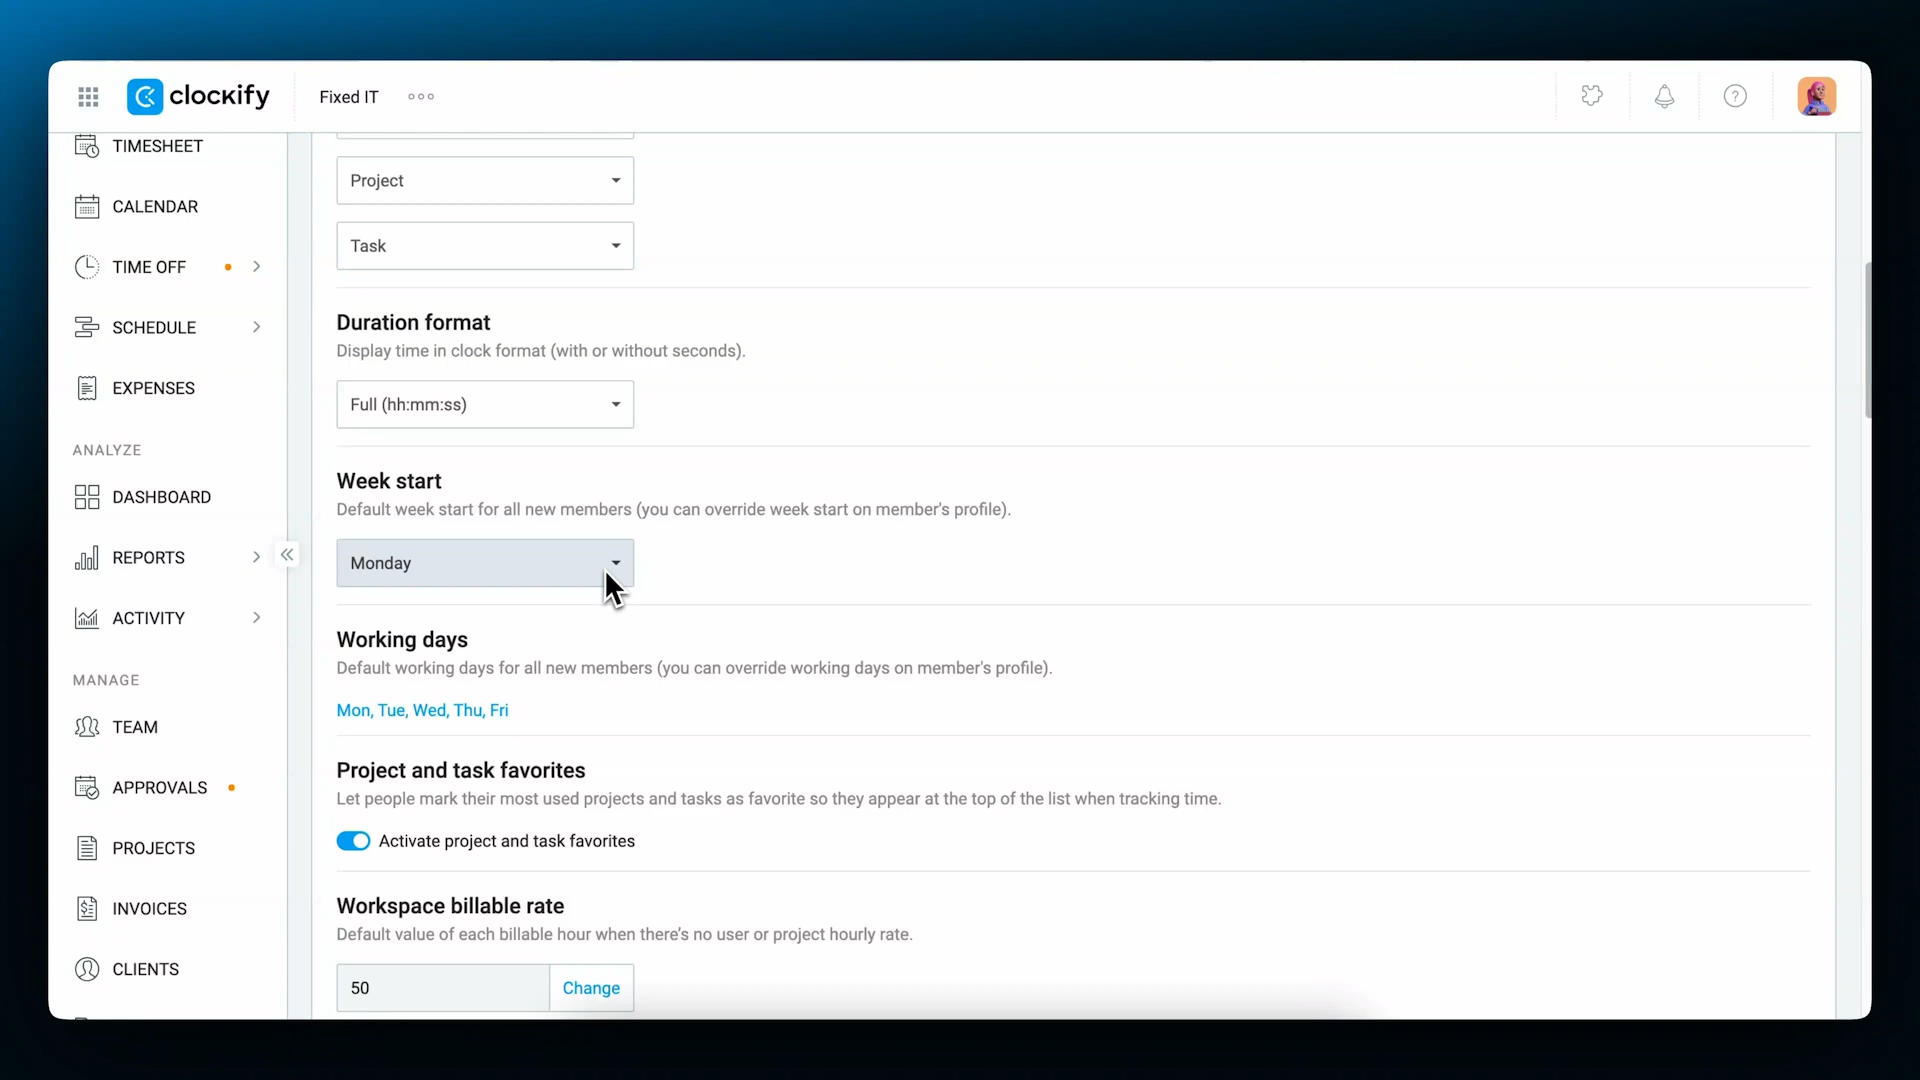 clockify
Fixed IT
?
TIMESHEET
CALENDAR
TIME OFF
SCHEDULE
EXPENSES
ANALYZE
DASHBOARD
REPORTS
ACTIVITY
MANAGE
TEAM
APPROVALS
PROJECTS
INVOICES
CLIENTS
Project
Task
Duration format
Display time in clock format (with or without seconds).
Full (hh:mm:ss)
Week start
Default week start for all new members (you can override week start on member's profile).
Monday
Working days
Default working days for all new members (you can override working days on member's profile).
Mon, Tue, Wed, Thu, Fri
Project and task favorites
Let people mark their most used projects and tasks as favorite so they appear at the top of the list when tracking time.
Activate project and task favorites
Workspace billable rate
Default value of each billable hour when there’s no user or project hourly rate.
50 Change